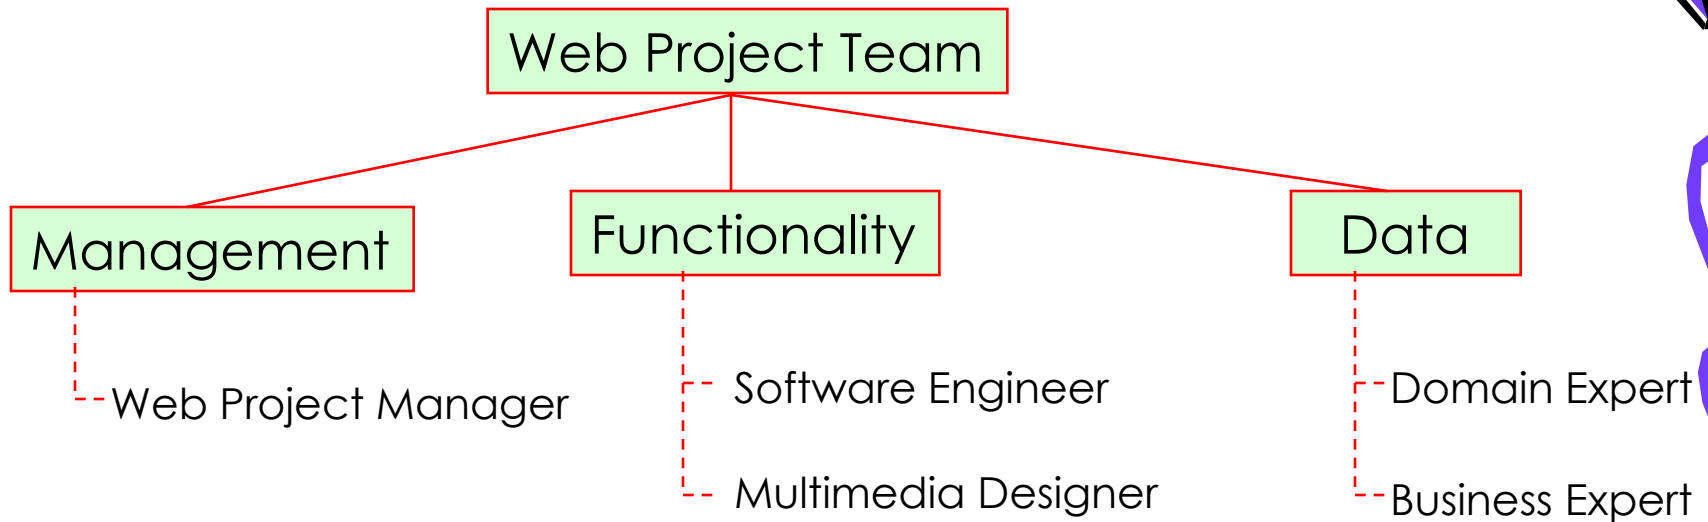 Web Project Team
Management
Functionality
Data
Web Project Manager
Software Engineer
Domain Expert
Multimedia Designer
Business Expert